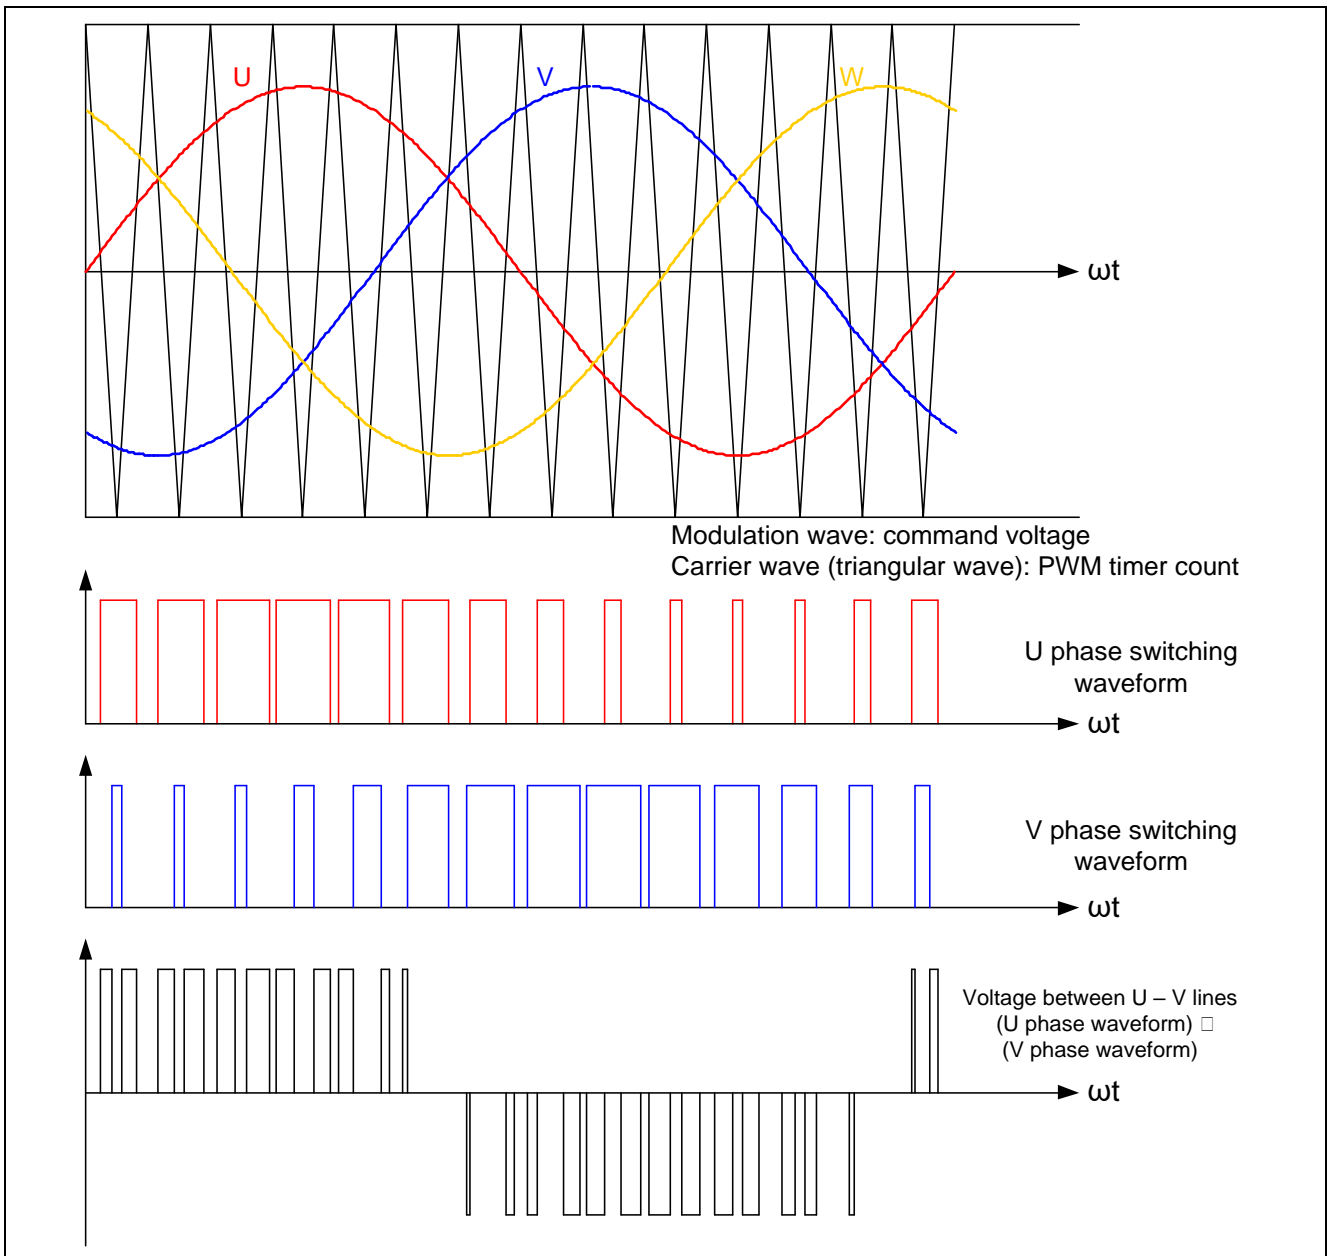 U
V
W
ωt
Modulation wave: command voltage
Carrier wave (triangular wave): PWM timer count
U phase switching
waveform
ωt
V phase switching
waveform
ωt
Voltage between U – V lines
(U phase waveform) □
(V phase waveform)
ωt